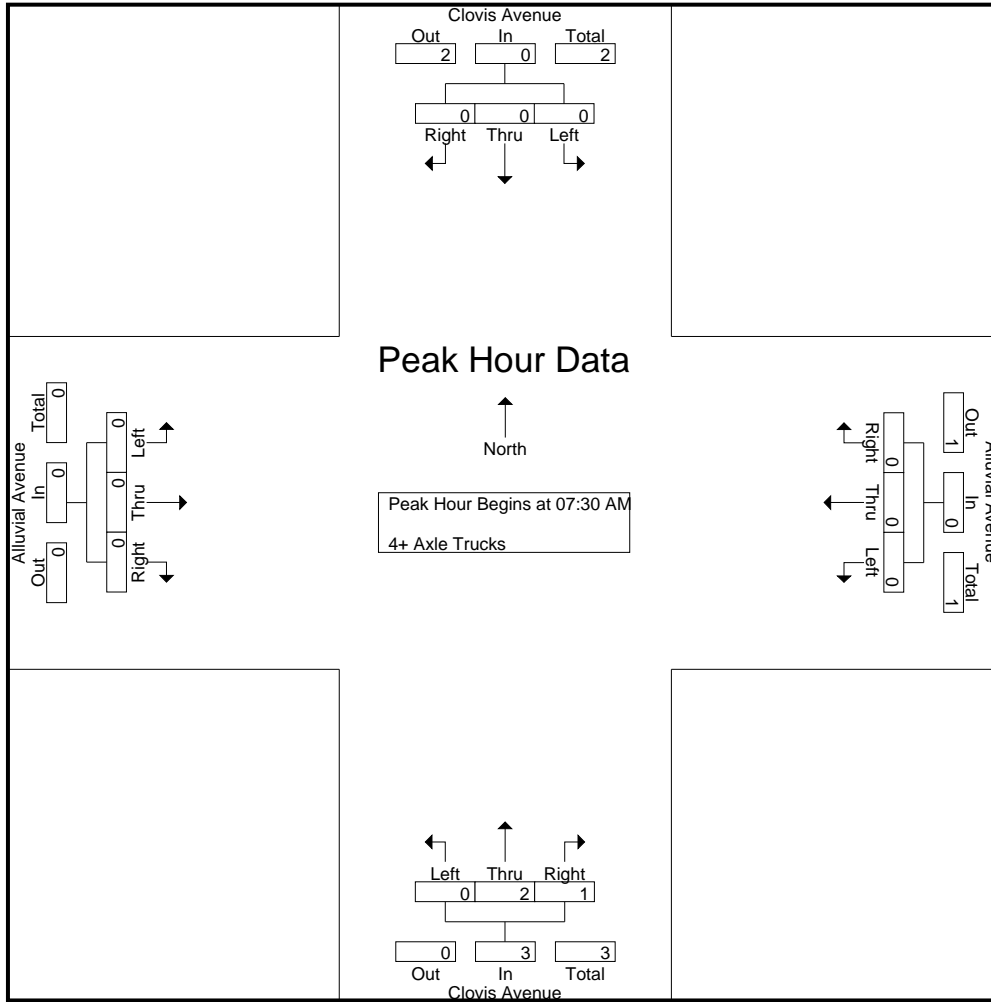 Clovis Avenue
Out In Total
2 0 2
0 0 0
Right Thru Left
Peak Hour Data
North
Peak Hour Begins at 07:30 AM
4+ Axle Trucks
Alluvial Avenue
Out In Total
0 0 0
0 0 0
Left Thru Right
Alluvial Avenue
Out In Total
1 0 1
0 0 0
Right Thru Left
Left Thru Right
0 2 1
0 3 3
Out In Total
Clovis Avenue